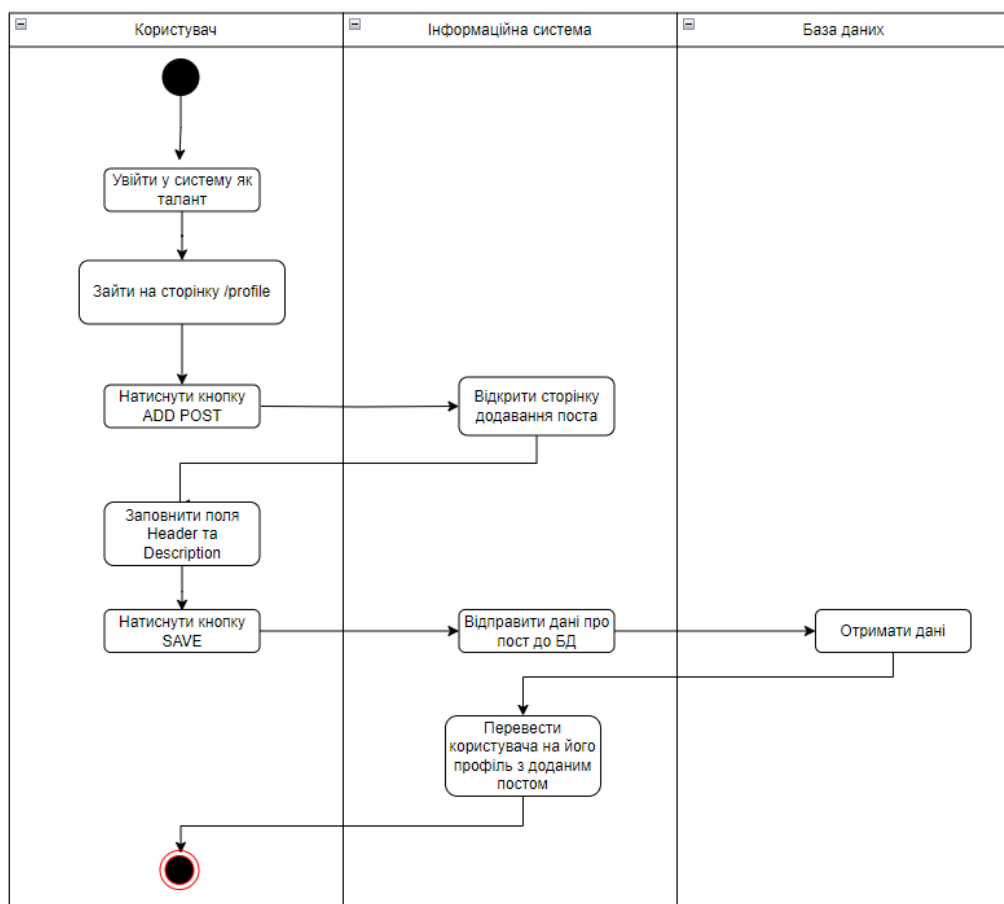 Користувач
Інформаційна система
База даних
Увійти у систему як
талант
Зайти на сторінку /profile
Натиснути кнопку
ADD POST
Відкрити сторінку
додавання поста
Заповнити поля
Header та
Description
Натиснути кнопку
SAVE
Відправити дані про
пост до БД
Отримати дані
Перевести
користувача на його
профіль з доданим
постом